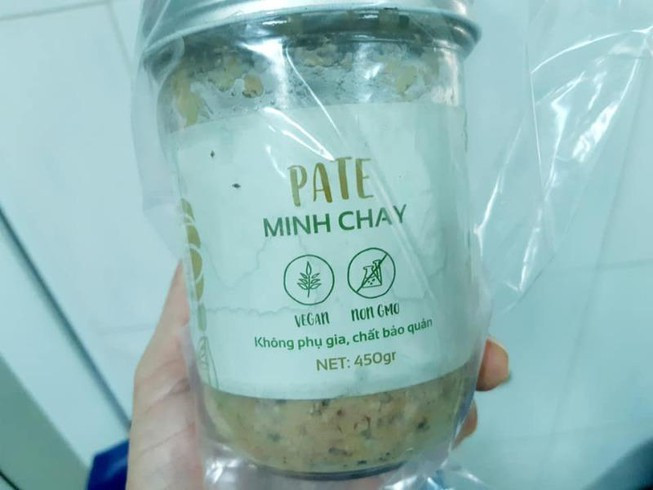 PATE
MINH CHAY
VEGAN NON GMO
Không phụ gia, chất bảo quản
NET: 450gr